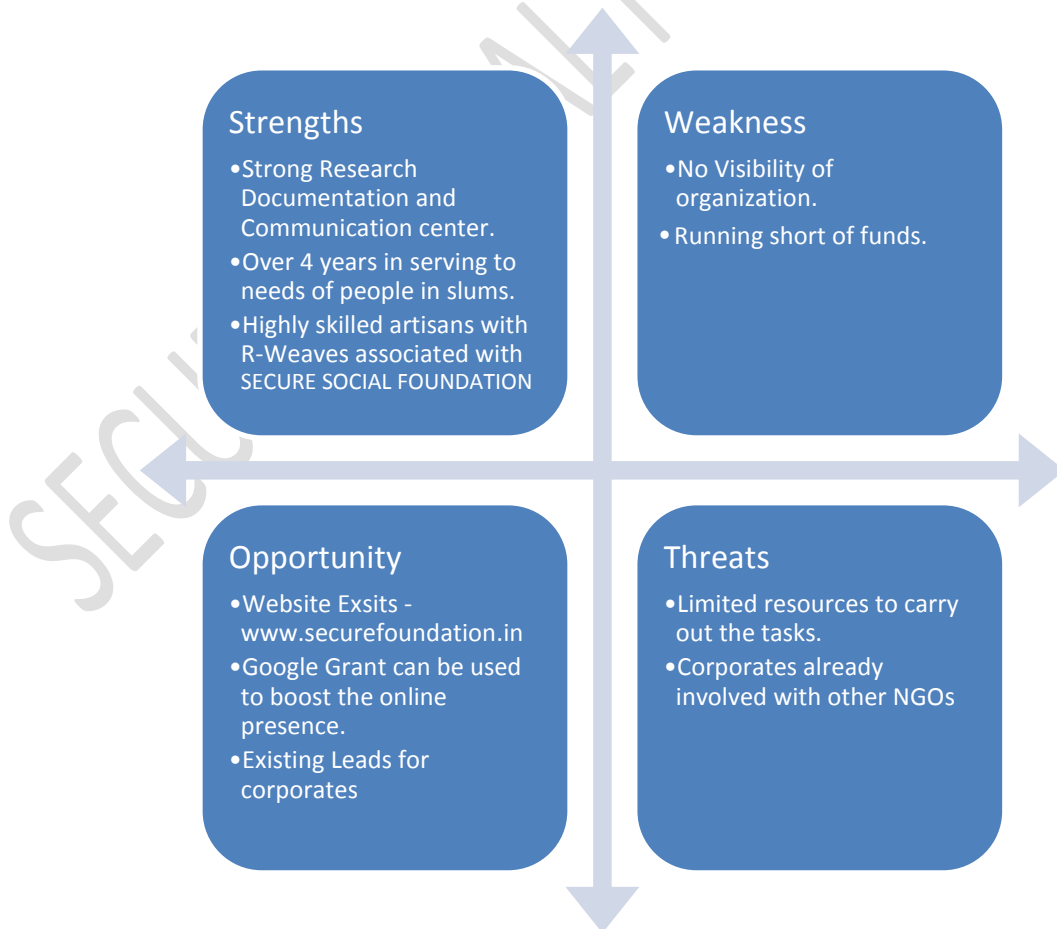 Strengths
•Strong Research
Documentation and
Communication center.
•Over 4 years in serving to
needs of people in slums.
•Highly skilled artisans with
R-Weaves associated with
SECURE SOCIAL FOUNDATION
Weakness
•No Visibility of
organization.
•Running short of funds.
Opportunity
•Website Exsits -
www.securefoundation.in
•Google Grant can be used
to boost the online
presence.
•Existing Leads for
corporates
Threats
•Limited resources to carry
out the tasks.
•Corporates already
involved with other NGOs